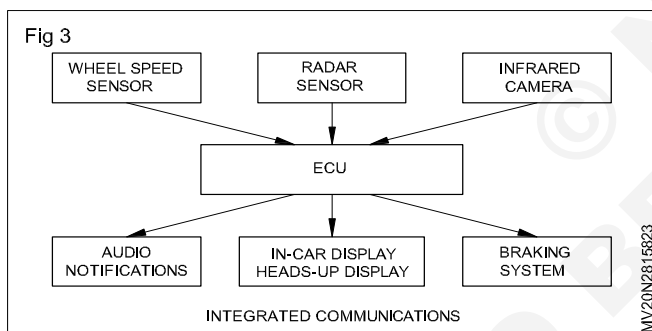 Fig 3
WHEEL SPEED
SENSOR
RADAR
SENSOR
INFRARED
CAMERA
ECU
AUDIO
NOTIFICATIONS
IN-CAR DISPLAY
HEADS-UP DISPLAY
BRAKING
SYSTEM
INTEGRATED COMMUNICATIONS
MV20N2815823
©